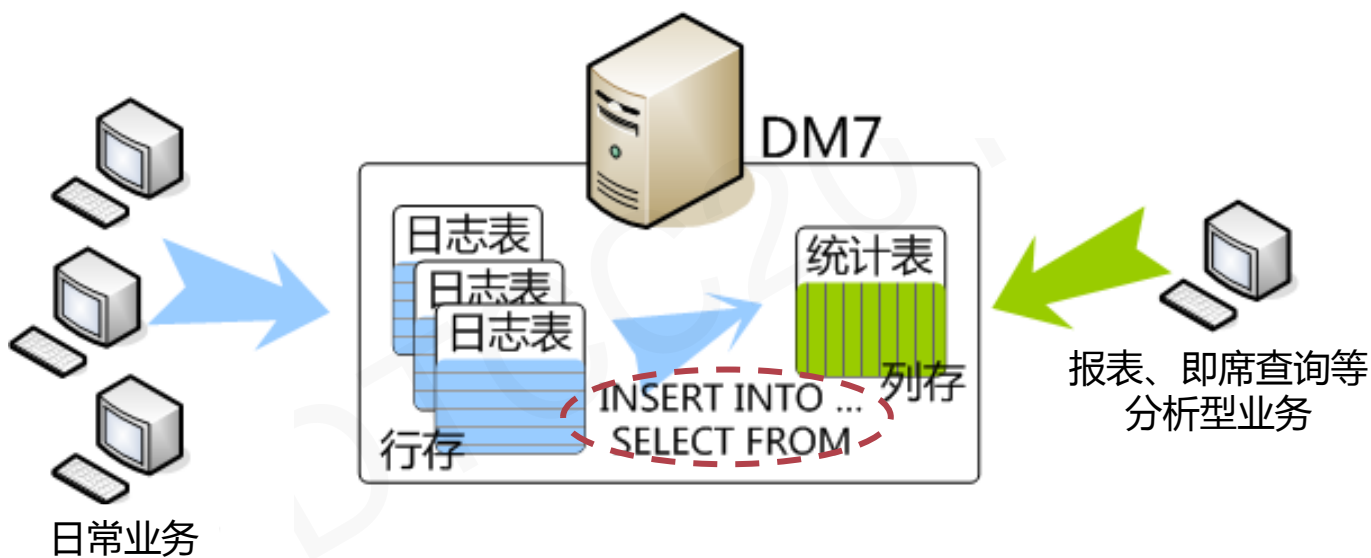 DM7
日志表
日志表
日志表
行存
INSERT INTO ...
SELECT FROM
统计表
列存
日常业务
报表、即席查询等
分析型业务